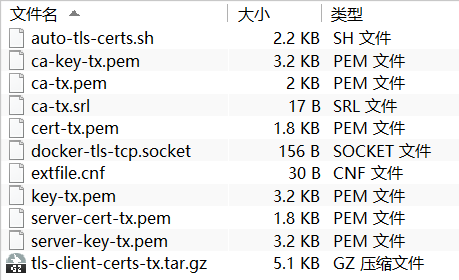 文件名 大小 类型
auto-tls-certs.sh 2.2 KB SH 文件
ca-key-tx.pem 3.2 KB PEM 文件
ca-tx.pem 2 KB PEM 文件
ca-tx.srl 17 B SRL 文件
cert-tx.pem 1.8 KB PEM 文件
docker-tls-tcp.socket 156 B SOCKET 文件
extfile.cnf 30 B CNF 文件
key-tx.pem 3.2 KB PEM 文件
server-cert-tx.pem 1.8 KB PEM 文件
server-key-tx.pem 3.2 KB PEM 文件
GZ tls-client-certs-tx.tar.gz 5.1 KB GZ 压缩文件